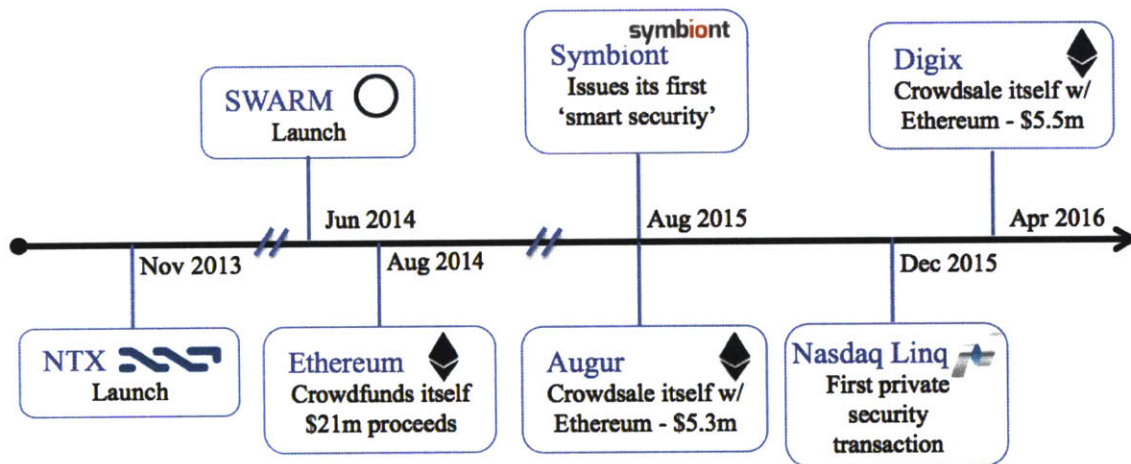 symbiont
Symbiont
Issues its first
‘smart security’
Digix
Crowdsale itself w/
Ethereum - $5.5m
SWARM
Launch
Jun 2014
Aug 2015
Apr 2016
Nov 2013
Aug 2014
Dec 2015
NTX
Launch
Ethereum
Crowdfunds itself
$21m proceeds
Augur
Crowdsale itself w/
Ethereum - $5.3m
Nasdaq Linq
First private
security
transaction